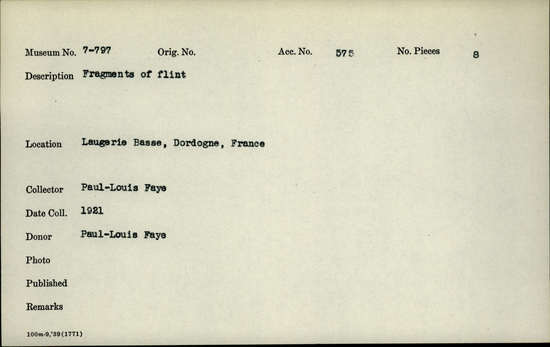 Museum No. 7-797 Orig. No. Acc. No. 575 No. Pieces 8
Description Fragments of flint
Location Laugerie Basse, Dordogne, France
Collector Paul-Louis Faye
Date Coll. 1921
Donor Paul-Louis Faye
Photo
Published
Remarks
100m-9,'39(1771)